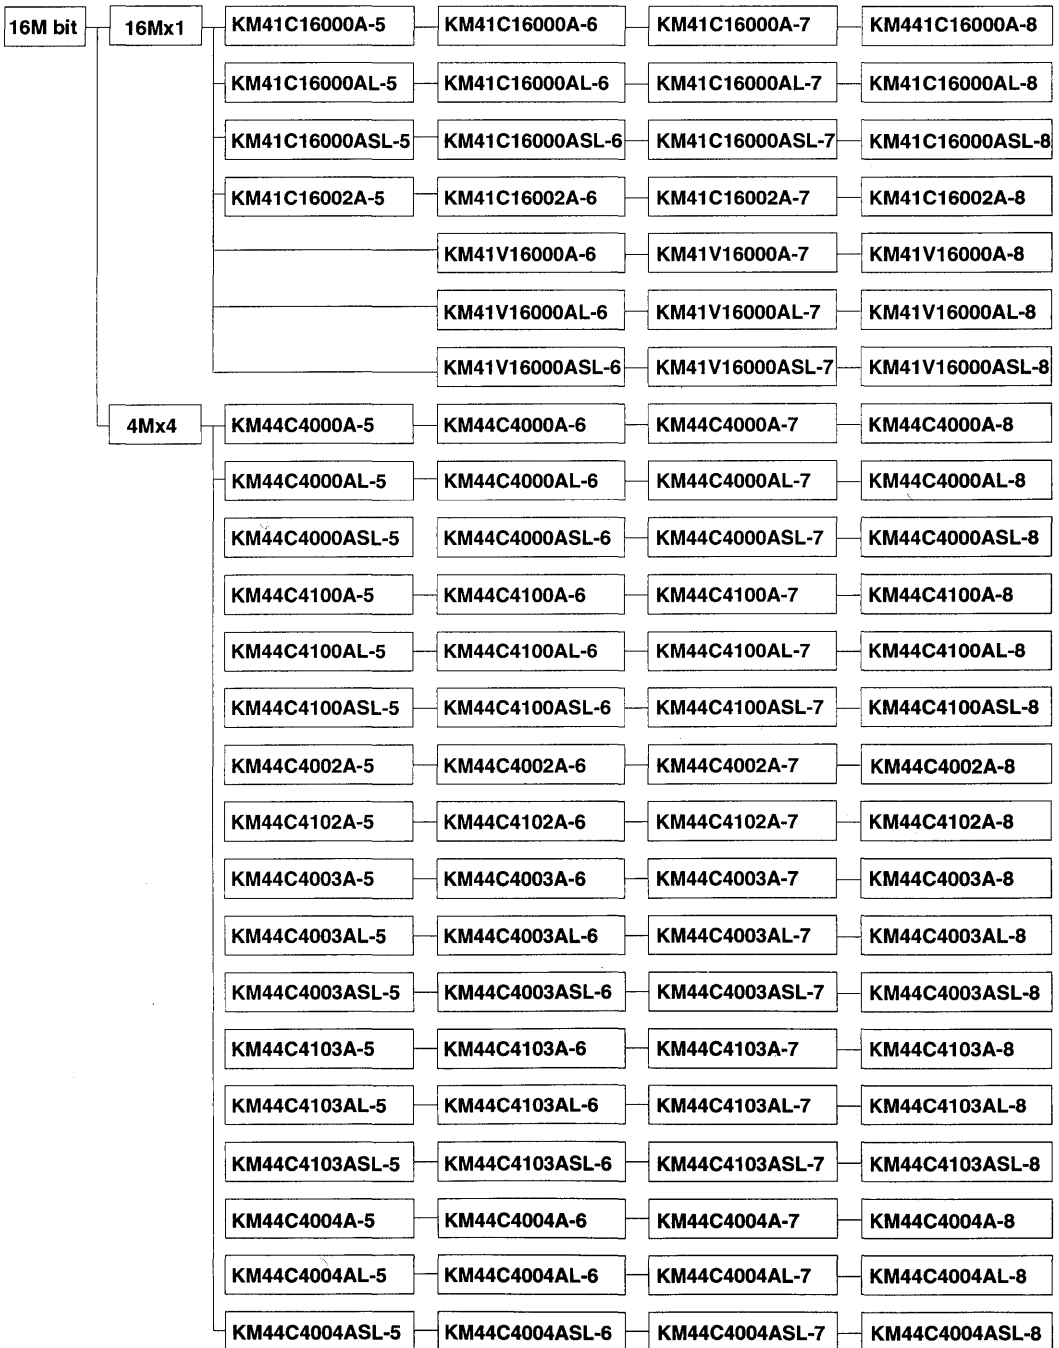 16M bit 16Mx1 KM41C16000A-5 KM41C16000A-6 KM41C16000A-7 KM441C16000A-8
KM41C16000AL-5 KM41C16000AL-6 KM41C16000AL-7 KM41C16000AL-8
KM41C16000ASL-5 KM41C16000ASL-6 KM41C16000ASL-7 KM41C16000ASL-8
KM41C16002A-5 KM41C16002A-6 KM41C16002A-7 KM41C16002A-8
KM41V16000A-6 KM41V16000A-7 KM41V16000A-8
KM41V16000AL-6 KM41V16000AL-7 KM41V16000AL-8
KM41V16000ASL-6 KM41V16000ASL-7 KM41V16000ASL-8
4Mx4 KM44C4000A-5 KM44C4000A-6 KM44C4000A-7 KM44C4000A-8
KM44C4000AL-5 KM44C4000AL-6 KM44C4000AL-7 KM44C4000AL-8
KM44C4000ASL-5 KM44C4000ASL-6 KM44C4000ASL-7 KM44C4000ASL-8
KM44C4100A-5 KM44C4100A-6 KM44C4100A-7 KM44C4100A-8
KM44C4100AL-5 KM44C4100AL-6 KM44C4100AL-7 KM44C4100AL-8
KM44C4100ASL-5 KM44C4100ASL-6 KM44C4100ASL-7 KM44C4100ASL-8
KM44C4002A-5 KM44C4002A-6 KM44C4002A-7 KM44C4002A-8
KM44C4102A-5 KM44C4102A-6 KM44C4102A-7 KM44C4102A-8
KM44C4003A-5 KM44C4003A-6 KM44C4003A-7 KM44C4003A-8
KM44C4003AL-5 KM44C4003AL-6 KM44C4003AL-7 KM44C4003AL-8
KM44C4003ASL-5 KM44C4003ASL-6 KM44C4003ASL-7 KM44C4003ASL-8
KM44C4103A-5 KM44C4103A-6 KM44C4103A-7 KM44C4103A-8
KM44C4103AL-5 KM44C4103AL-6 KM44C4103AL-7 KM44C4103AL-8
KM44C4103ASL-5 KM44C4103ASL-6 KM44C4103ASL-7 KM44C4103ASL-8
KM44C4004A-5 KM44C4004A-6 KM44C4004A-7 KM44C4004A-8
KM44C4004AL-5 KM44C4004AL-6 KM44C4004AL-7 KM44C4004AL-8
KM44C4004ASL-5 KM44C4004ASL-6 KM44C4004ASL-7 KM44C4004ASL-8